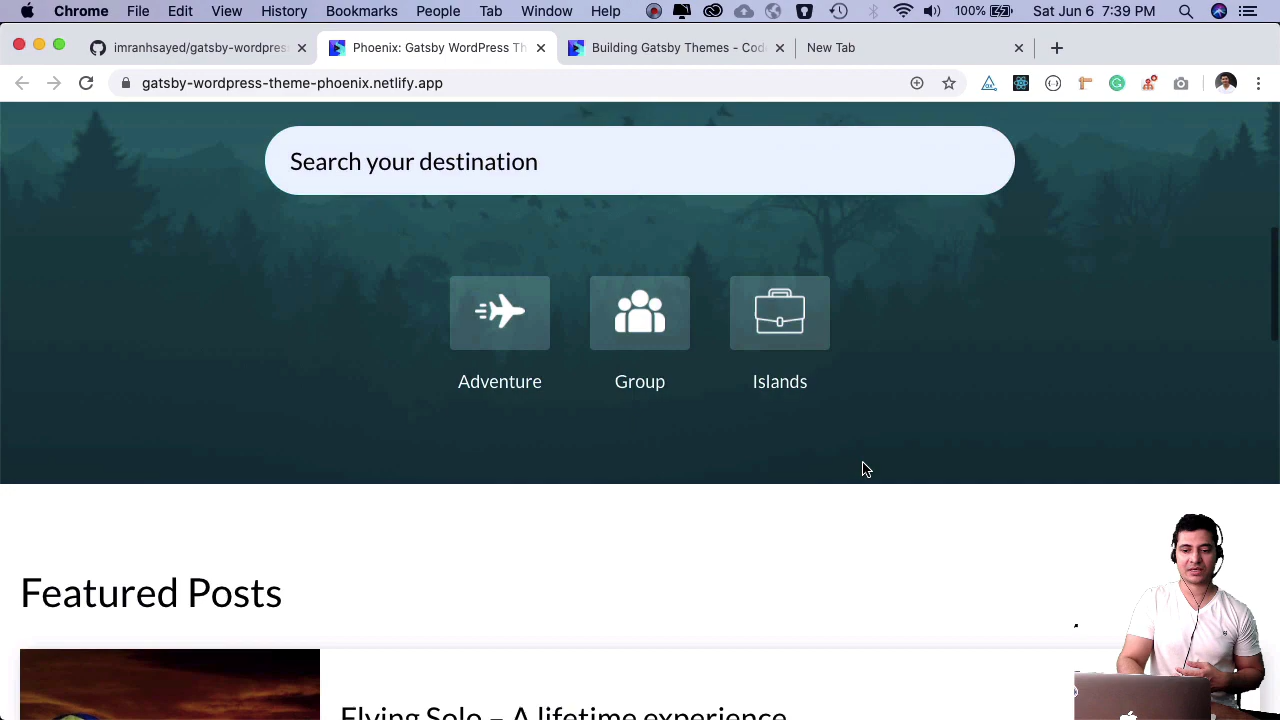 Chrome File Edit View History Bookmarks People Tab Window Help 100% Sat Jun 6 7:39 PM
imranhsayed/gatsby-wordpres Phoenix: Gatsby WordPress Th Building Gatsby Themes - Cod New Tab
gatsby-wordpress-theme-phoenix.netlify.app
Search your destination
Adventure Group Islands
Featured Posts
Flying Solo – A lifetime experience